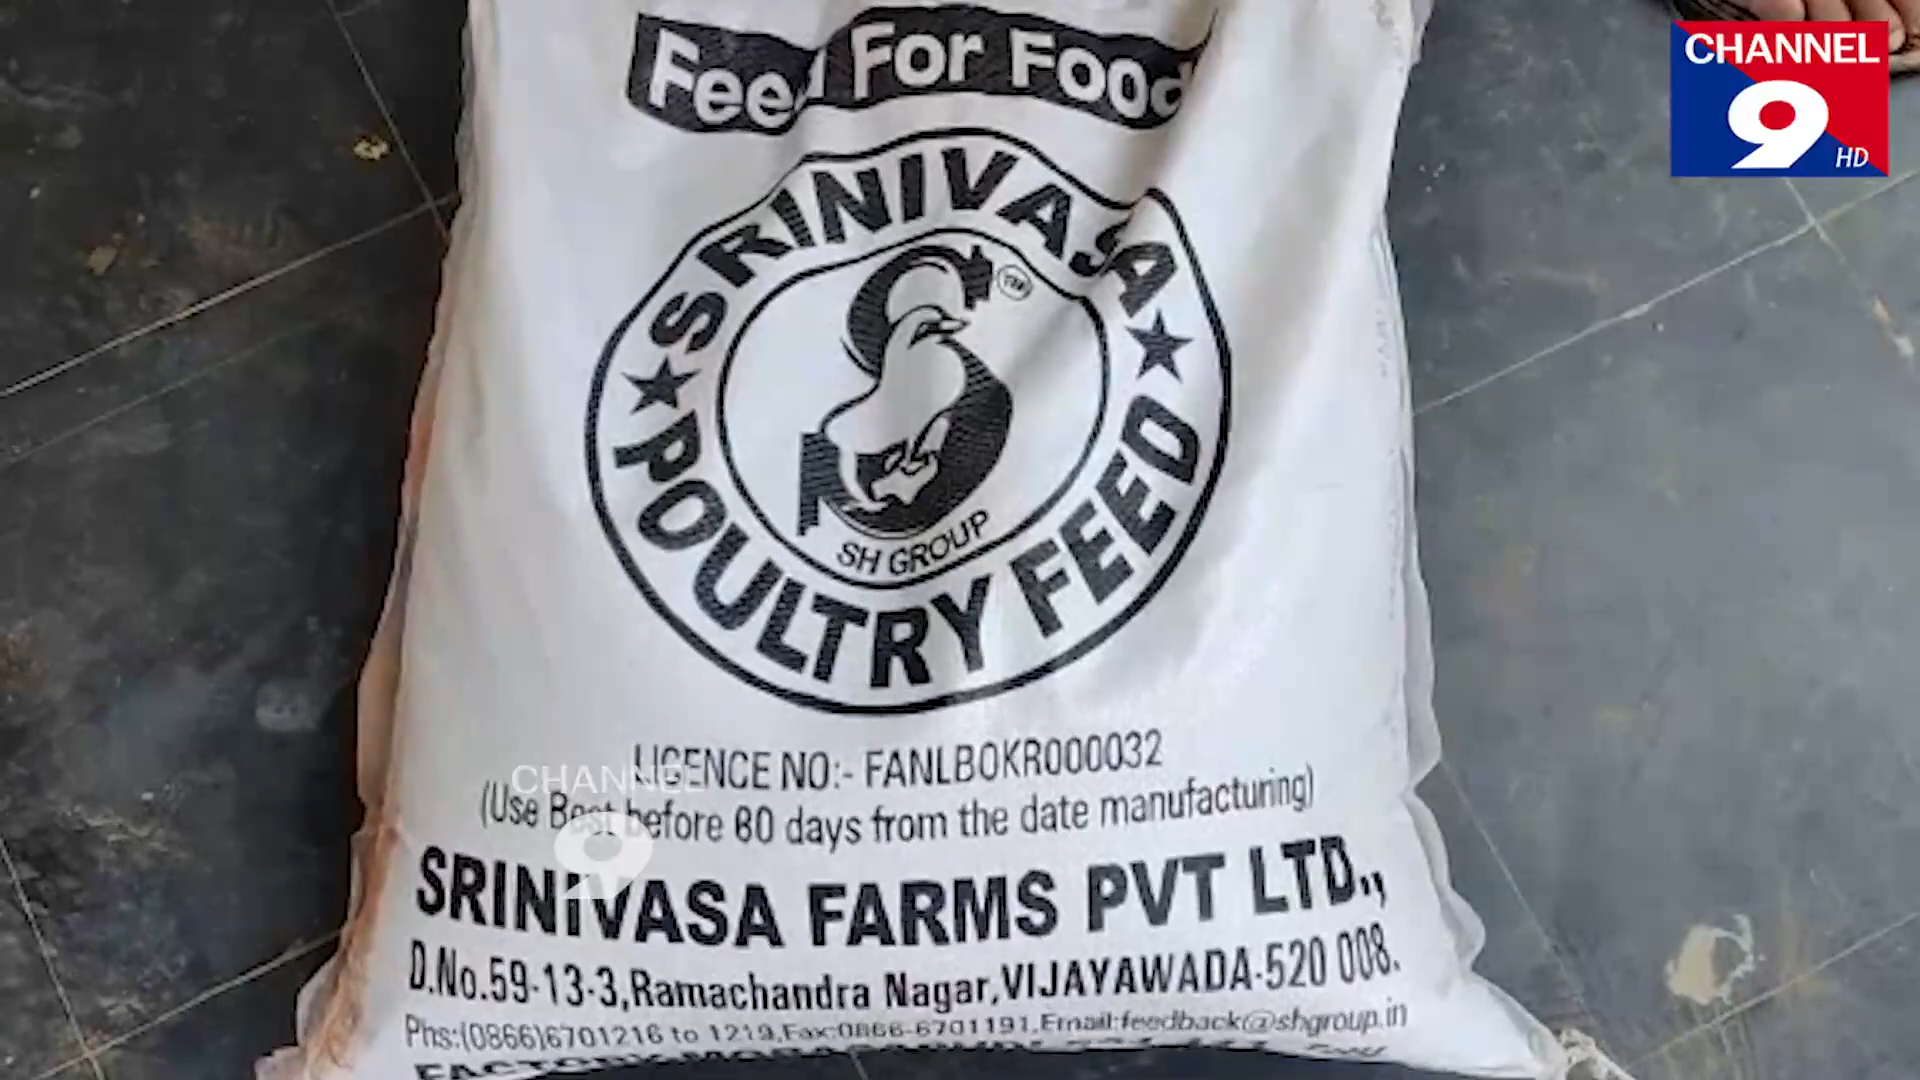 CHANNEL
9
HD
Feed For Food
SRINIVASA
SH GROUP
POULTRY FEED
LICENCE NO:- FANLBOKR000032
(Use Best before 60 days from the date manufacturing)
SRINIVASA FARMS PVT LTD.,
D.No.59-13-3,Ramachandra Nagar,VIJAYAWADA-520 008.
Phs:(0866)6701216 to 1219,Fax:0866-6701191,Email:feedback@shgroup.in
CHANNEL
9